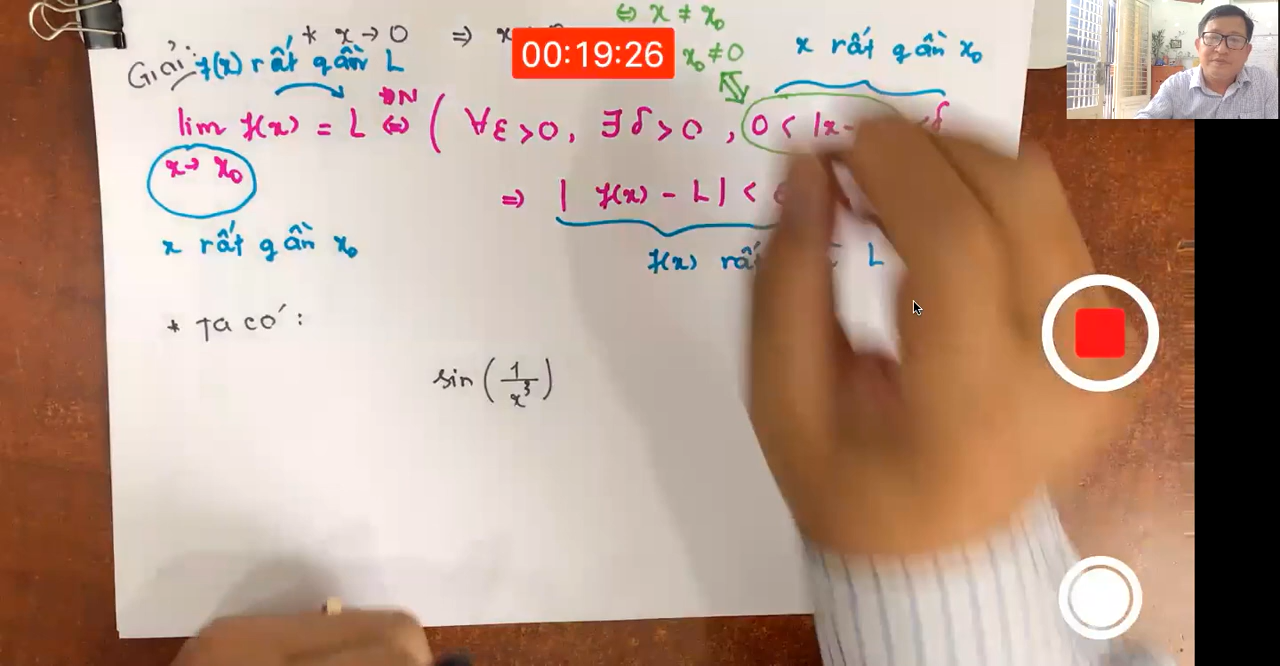 ⇔ x ≠ x₀
* x → 0 ⇒ x
00:19:26
x₀ ≠ 0
x rất gần x₀
Giải: f(x) rất gần L
ĐN
lim f(x) = L ⇔ ( ∀ε > 0, ∃ δ > 0 , 0 < |x - δ
x → x₀
⇒ | f(x) - L | <
x rất gần x₀
f(x) L
* Ta có:
sin(1/x³)